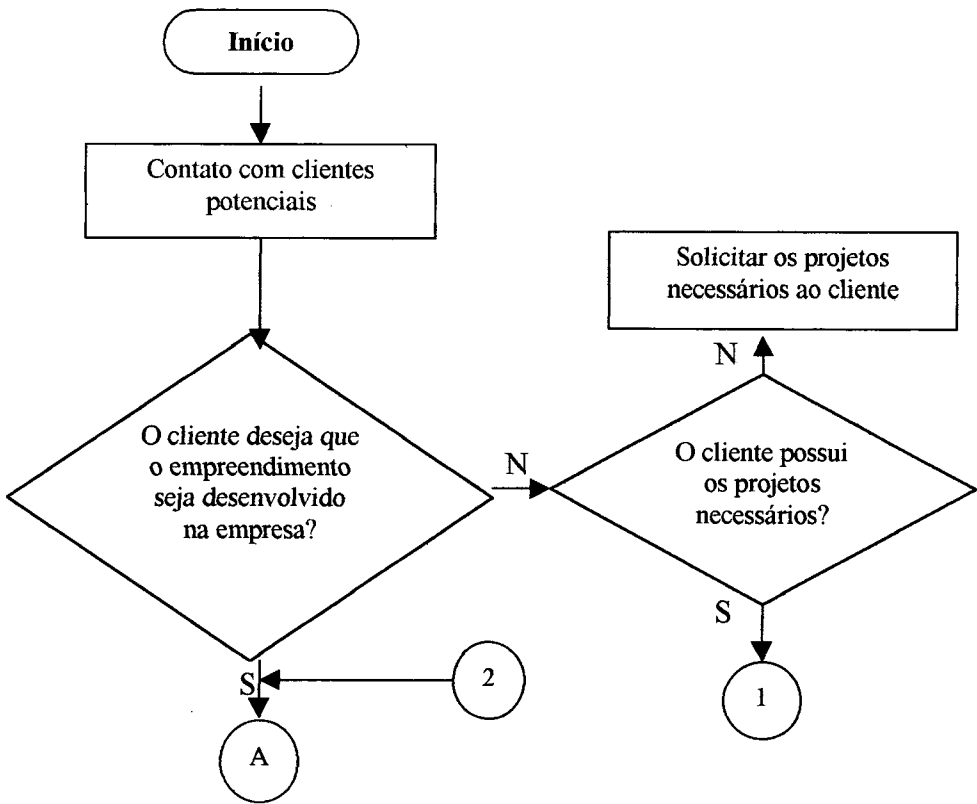 Início
Contato com clientes
potenciais
Solicitar os projetos
necessários ao cliente
N
O cliente deseja que
o empreendimento
seja desenvolvido
na empresa?
N
O cliente possui
os projetos
necessários?
S
S
2
1
A